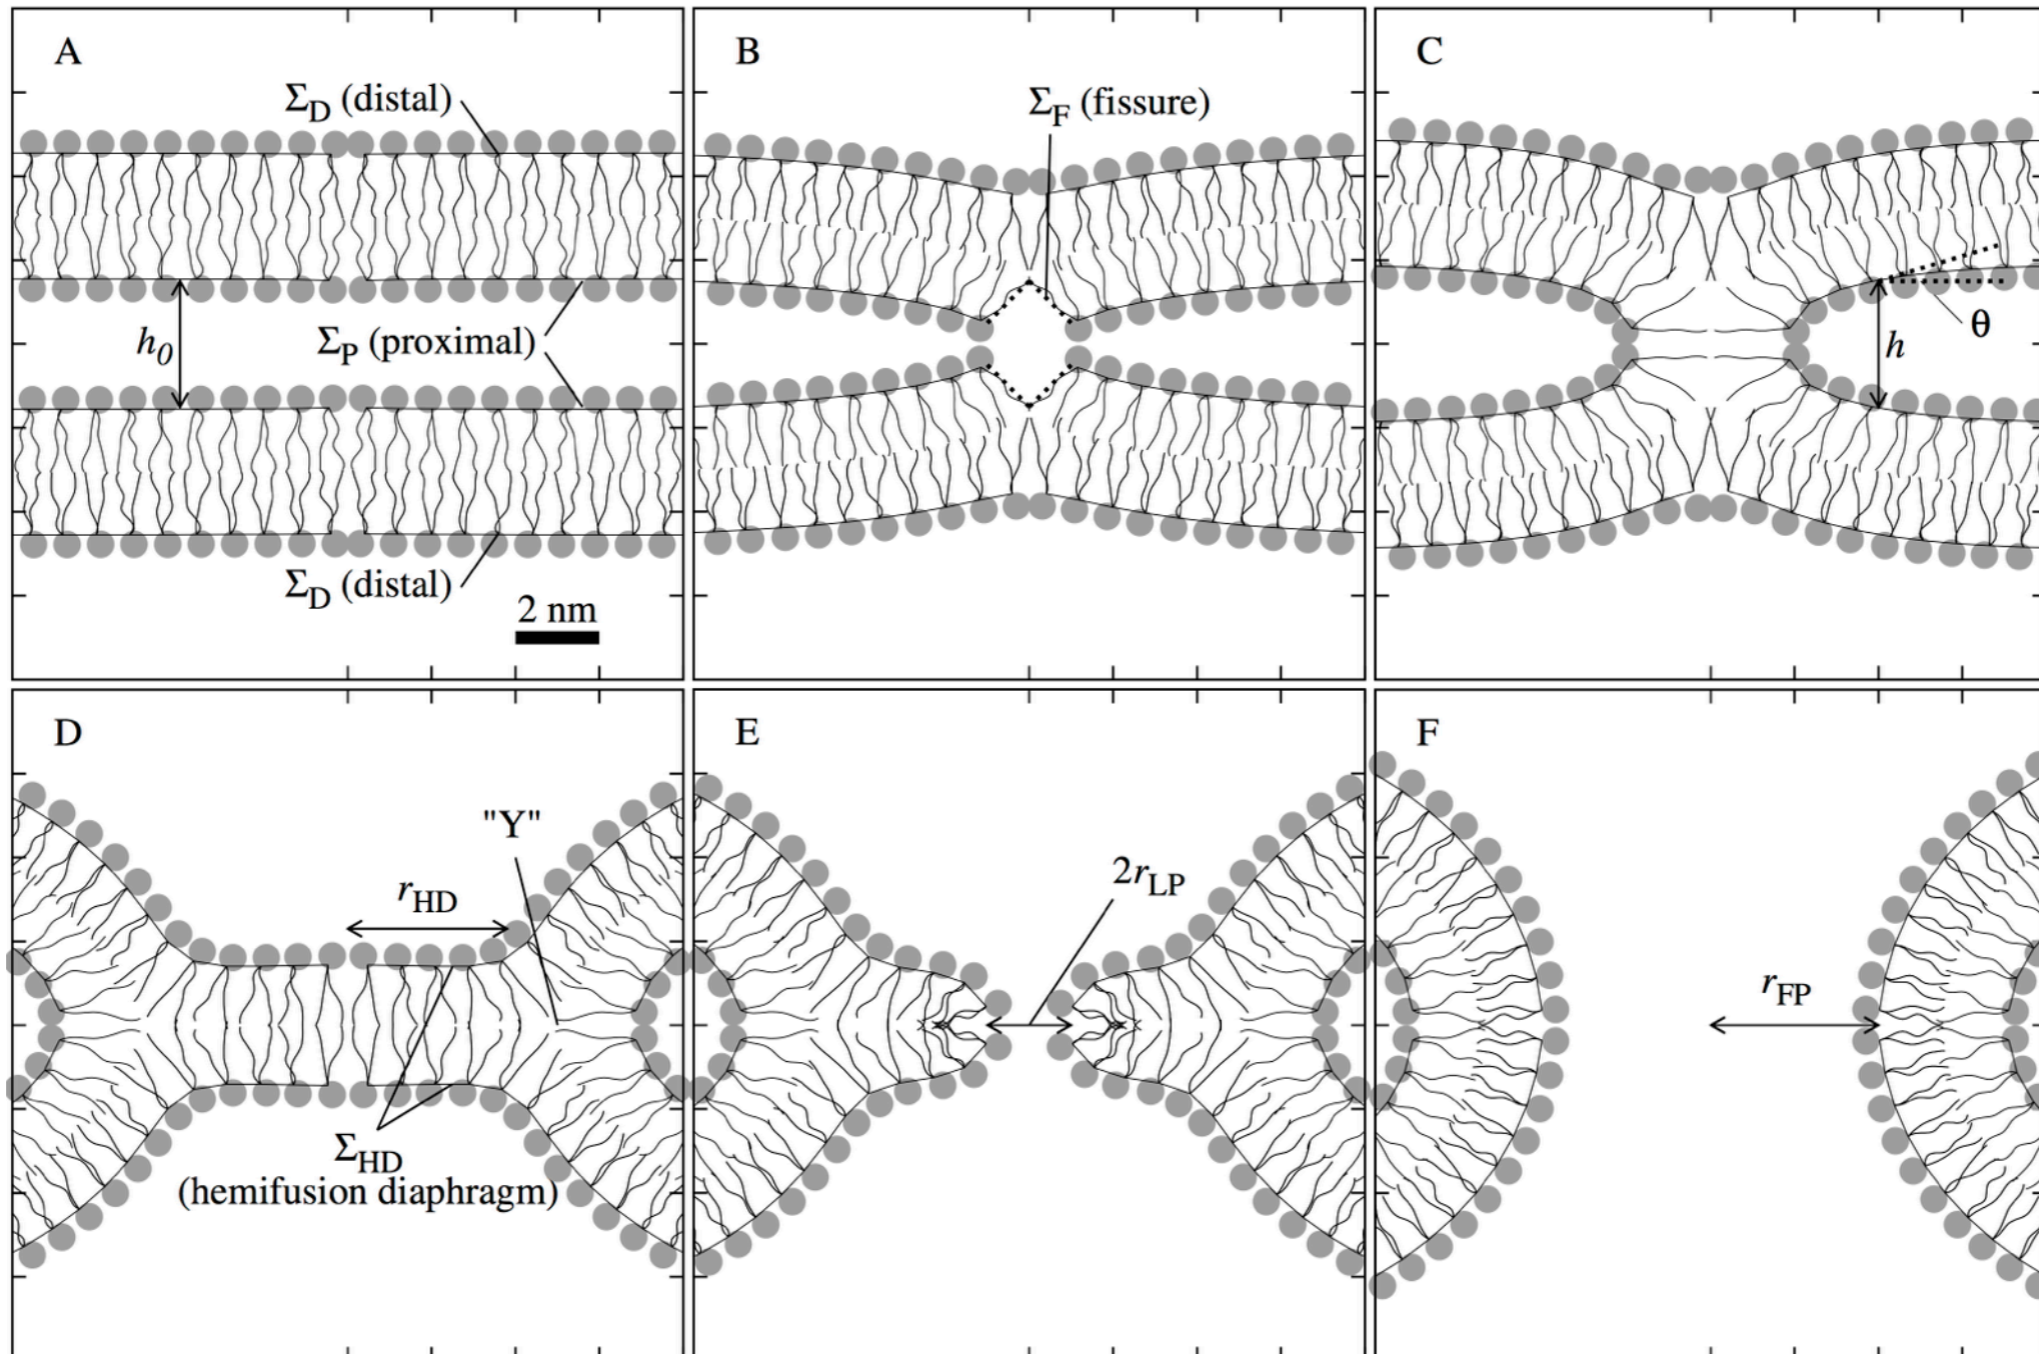 A
Σ_D (distal)
h_0
Σ_P (proximal)
Σ_D (distal)
2 nm
B
Σ_F (fissure)
C
θ
h
D
"Y"
r_HD
Σ_HD
(hemifusion diaphragm)
E
2r_LP
F
r_FP